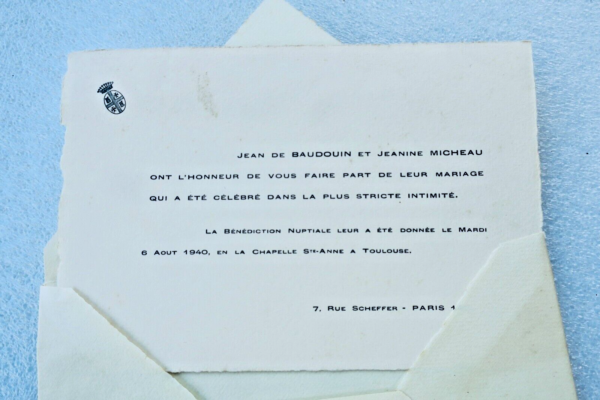 JEAN DE BAUDOUIN ET JEANINE MICHEAU
ONT L'HONNEUR DE VOUS FAIRE PART DE LEUR MARIAGE
QUI A ÉTÉ CÉLÉBRÉ DANS LA PLUS STRICTE INTIMITÉ.
LA BÉNÉDICTION NUPTIALE LEUR A ÉTÉ DONNÉE LE MARDI
6 AOUT 1940, EN LA CHAPELLE STE-ANNE A TOULOUSE.
7, RUE SCHEFFER - PARIS